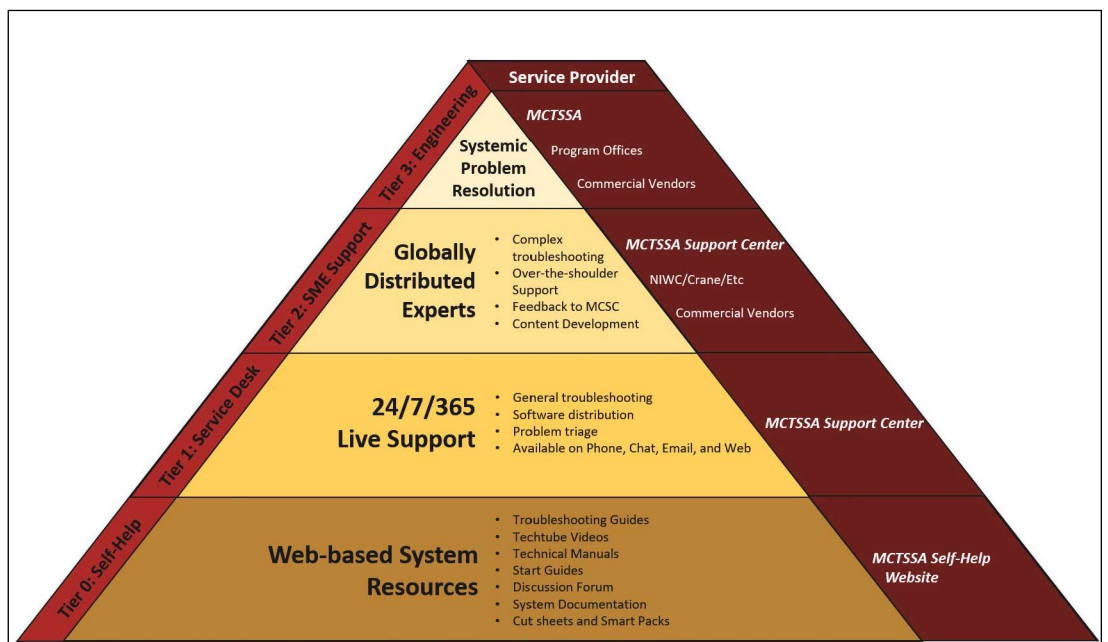 Service Provider
Tier 3: Engineering
Systemic
Problem
Resolution
MCTSSA
Program Offices
Commercial Vendors
Tier 2: SME Support
Globally
Distributed
Experts
• Complex
troubleshooting
• Over-the-shoulder
Support
• Feedback to MCSC
• Content Development
MCTSSA Support Center
NIWC/Crane/Etc
Commercial Vendors
Tier 1: Service Desk
24/7/365
Live Support
• General troubleshooting
• Software distribution
• Problem triage
• Available on Phone, Chat, Email, and Web
MCTSSA Support Center
Tier 0: Self-Help
Web-based System
Resources
• Troubleshooting Guides
• Techtube Videos
• Technical Manuals
• Start Guides
• Discussion Forum
• System Documentation
• Cut sheets and Smart Packs
MCTSSA Self-Help
Website